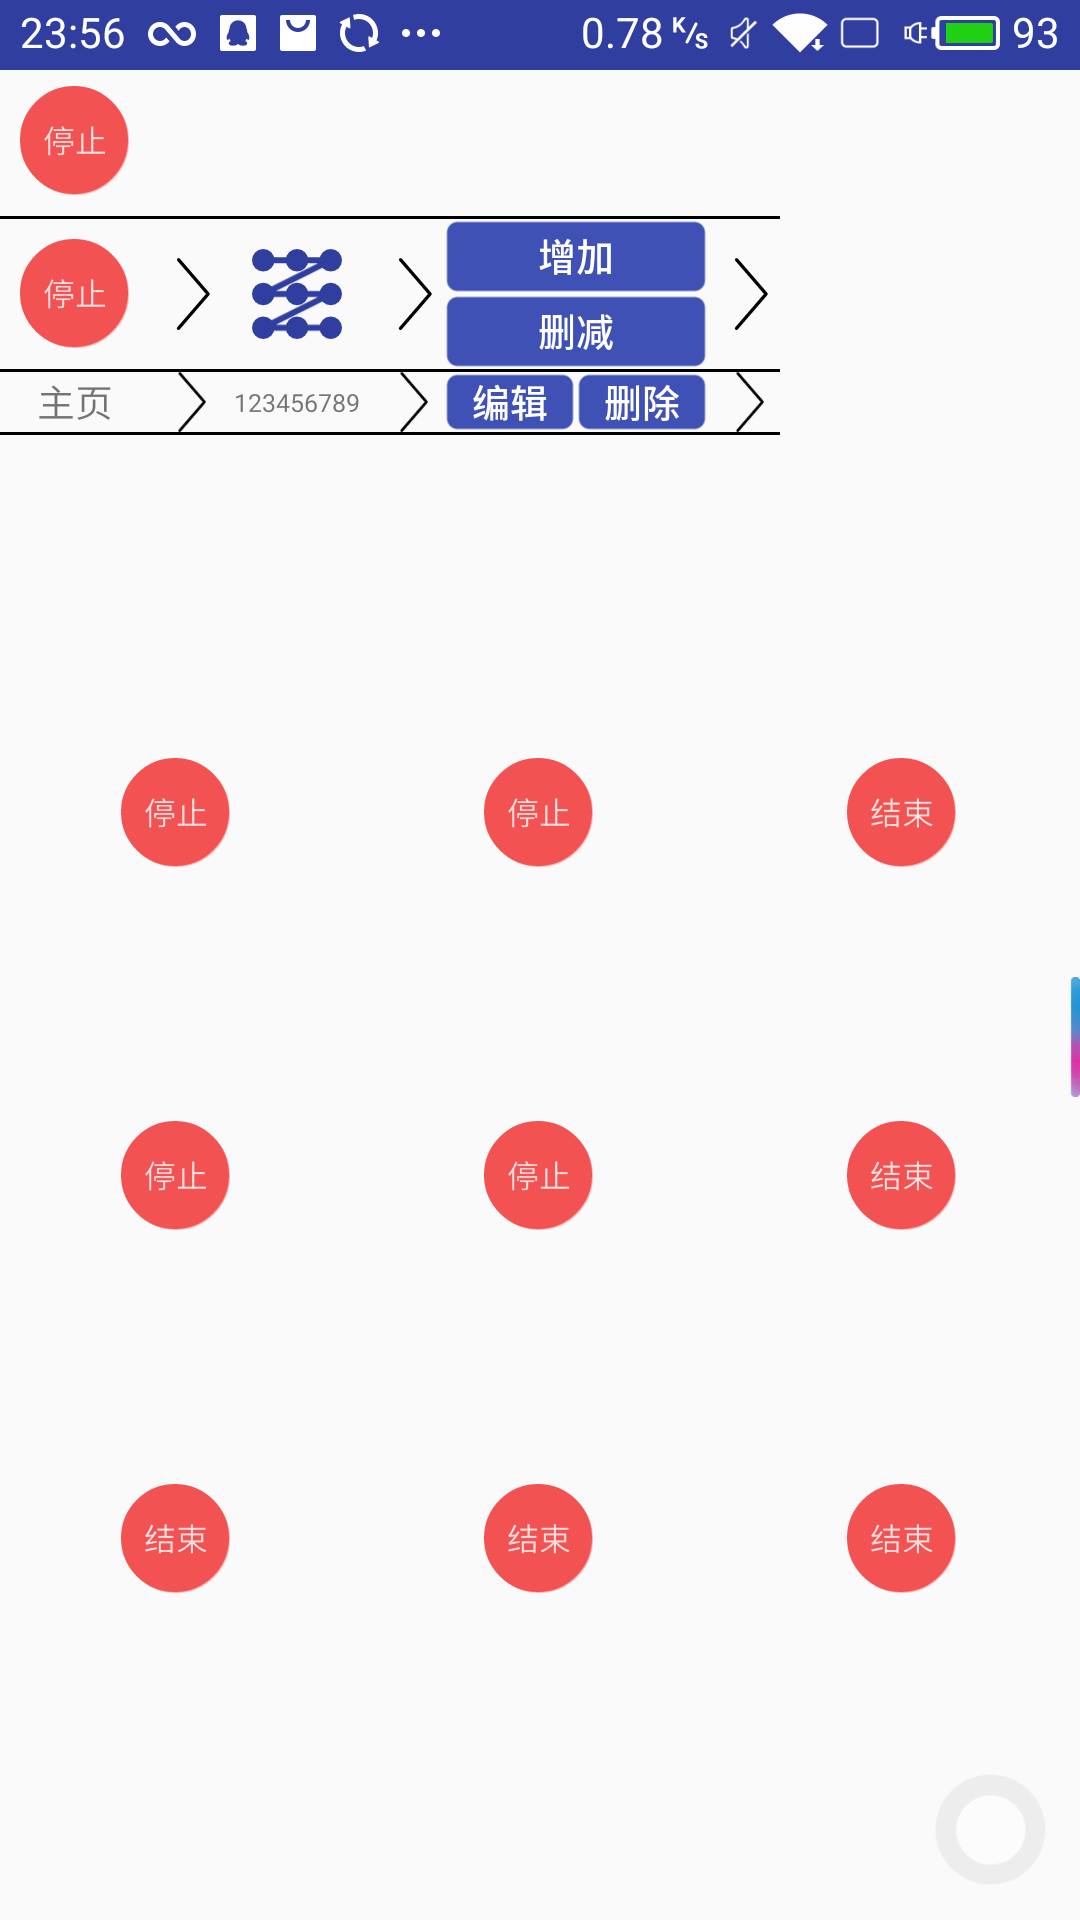 23:56 0.78 K/s 93
停止
停止 增加
删减
主页 123456789 编辑 删除
停止 停止 结束
停止 停止 结束
结束 结束 结束